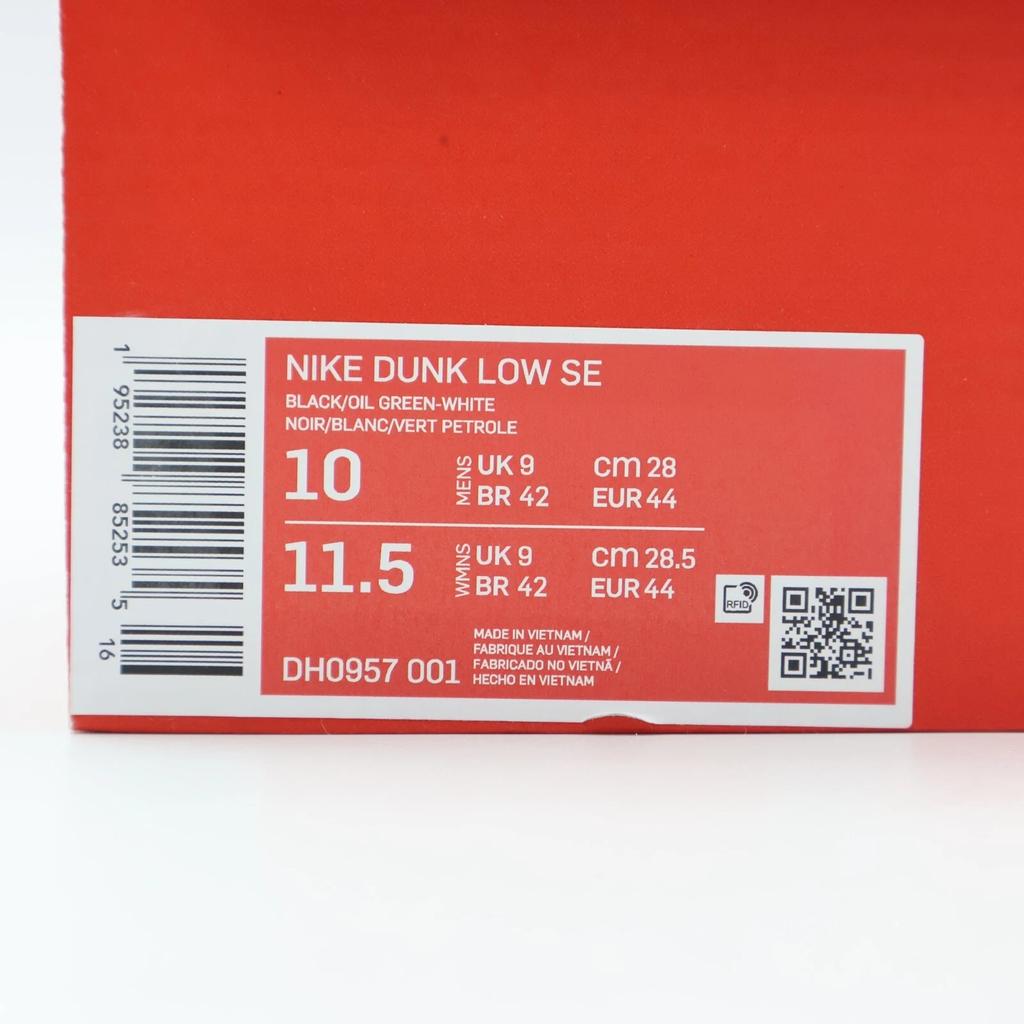 1 95238 85253 5 16
NIKE DUNK LOW SE
BLACK/OIL GREEN-WHITE
NOIR/BLANC/VERT PETROLE
10 MENS UK 9 cm 28
BR 42 EUR 44
11.5 WMNS UK 9 cm 28.5
BR 42 EUR 44
RFID
DH0957 001
MADE IN VIETNAM /
FABRIQUE AU VIETNAM /
FABRICADO NO VIETNÃ /
HECHO EN VIETNAM